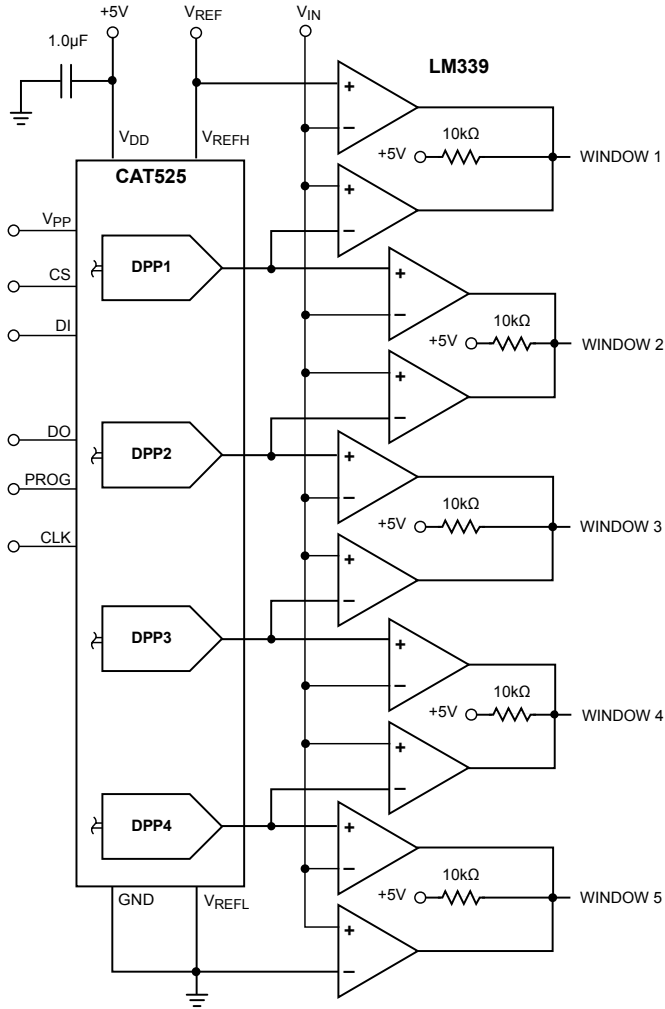 +5V
VREF
VIN
1.0µF
LM339
VDD
VREFH
CAT525
+
−
10kΩ
+5V
WINDOW 1
+
−
VPP
DPP1
CS
+
−
DI
10kΩ
+5V
WINDOW 2
+
−
DO
DPP2
+
−
PROG
10kΩ
+5V
WINDOW 3
CLK
+
−
DPP3
+
−
10kΩ
+5V
WINDOW 4
+
−
DPP4
+
−
10kΩ
+5V
WINDOW 5
GND
VREFL
+
−